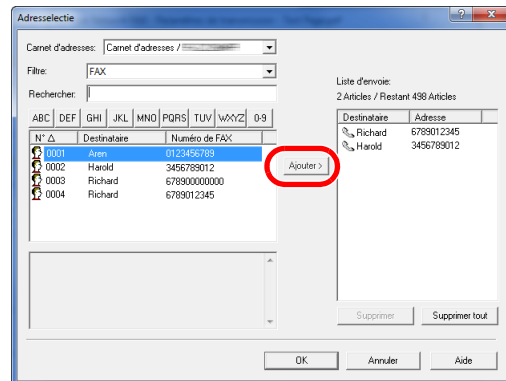 Adresselectie
Carnet d'adresses: Carnet d'adresses /
Filtre: FAX
Rechercher:
ABC DEF GHI JKL MNO PQRS TUV WXYZ 0-9
N° Δ Destinataire Numéro de FAX
0001 Aren 0123456789
0002 Harold 3456789012
0003 Richard 678900000000
0004 Richard 6789012345
Ajouter >
Liste d'envoie:
2 Articles / Restant 498 Articles
Destinataire Adresse
Richard 6789012345
Harold 3456789012
Supprimer Supprimer tout
OK Annuler Aide